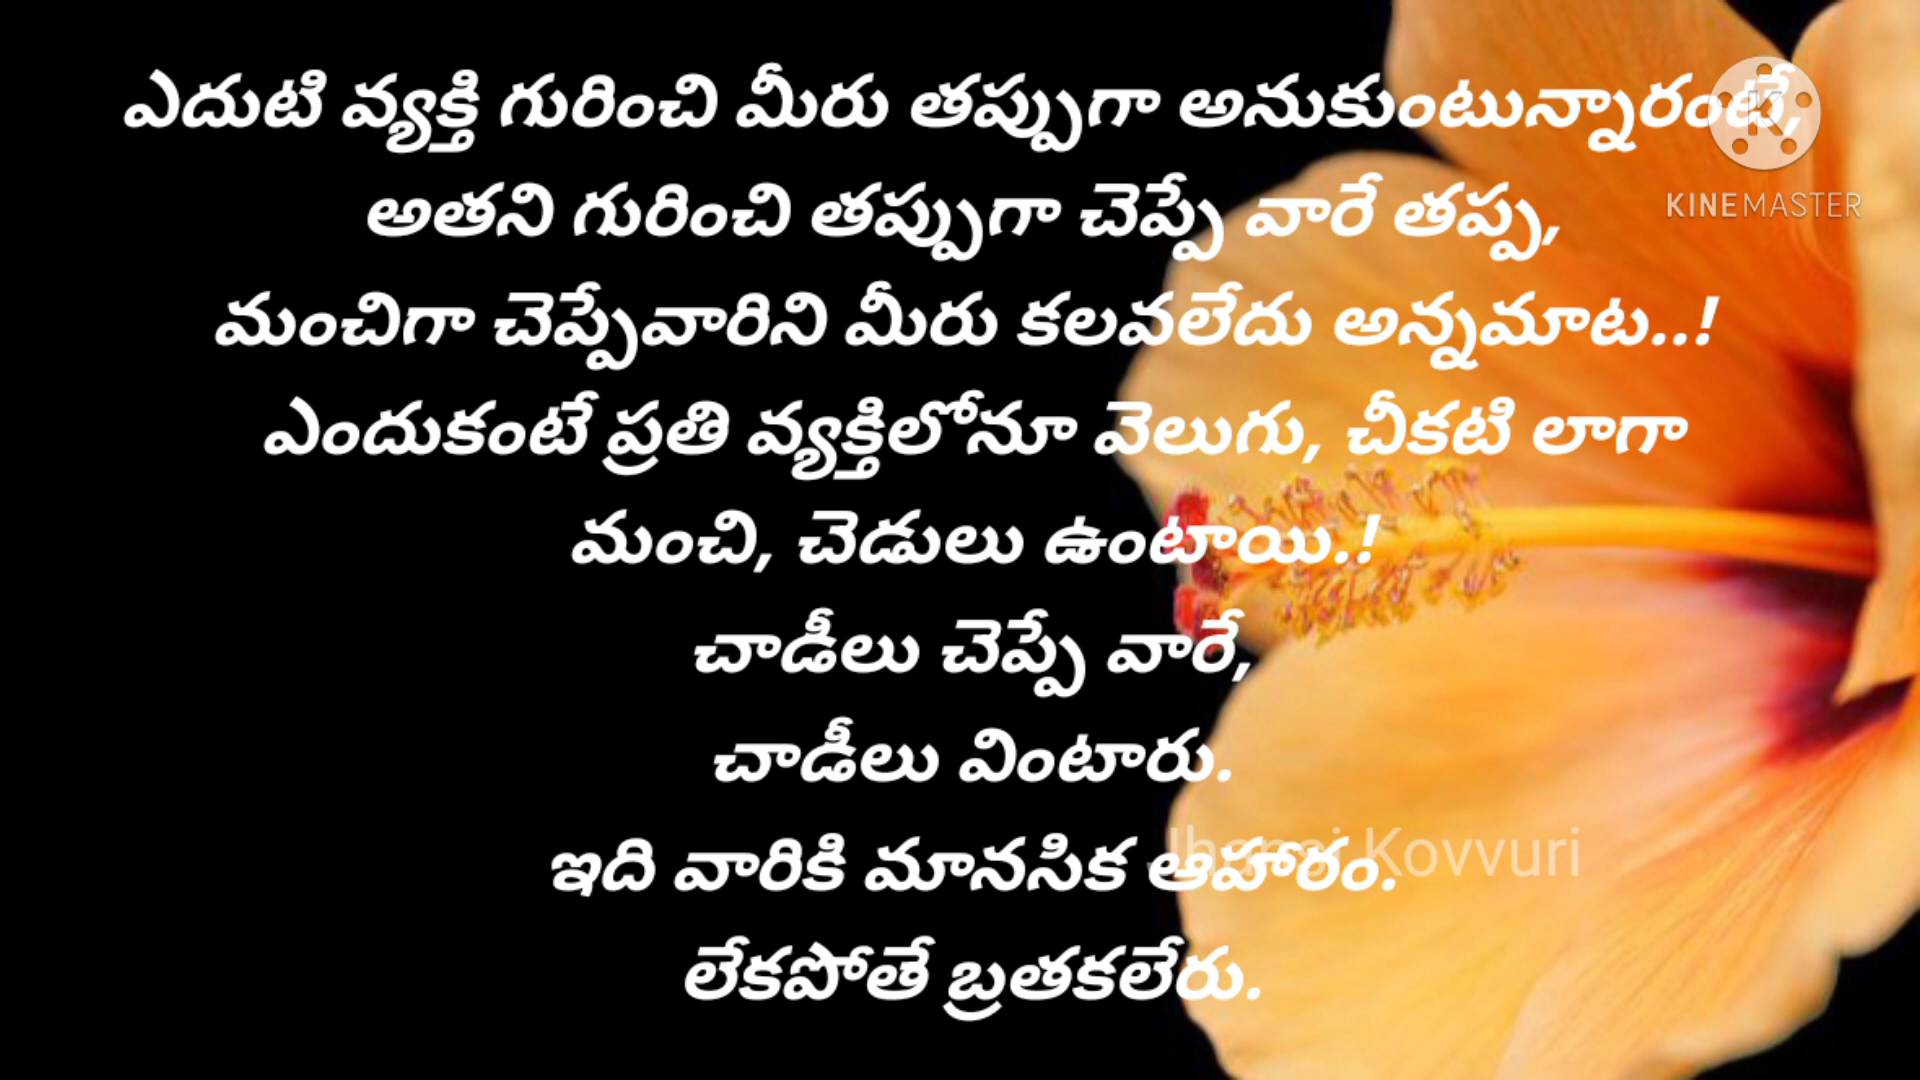 ఎదుటి వ్యక్తి గురించి మీరు తప్పుగా అనుకుంటున్నారంటే,
అతని గురించి తప్పుగా చెప్పే వారే తప్ప,
KINEMASTER
మంచిగా చెప్పేవారిని మీరు కలవలేదు అన్నమాట..!
ఎందుకంటే ప్రతి వ్యక్తిలోనూ వెలుగు, చీకటి లాగా
మంచి, చెడులు ఉంటాయి.!
చాడీలు చెప్పే వారే,
చాడీలు వింటారు.
ఇది వారికి మానసిక ఆహారం.
Kovvuri
లేకపోతే బ్రతకలేరు.